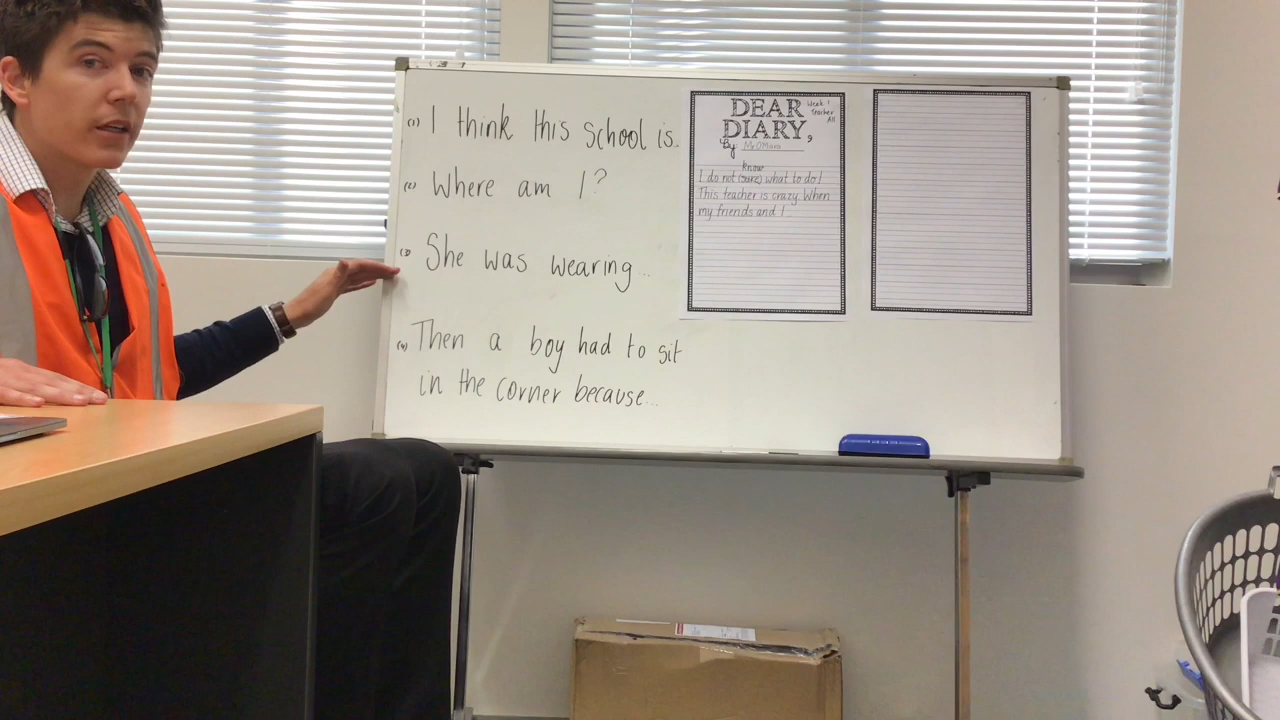 (1) I think this school is..
(2) Where am I?
(3) She was wearing...
(4) Then a boy had to sit
in the corner because...
DEAR
DIARY,
Week 1
Teacher
All
By: Mr OMara
know
I do not (sure) what to do!
This teacher is crazy. When
my friends and I